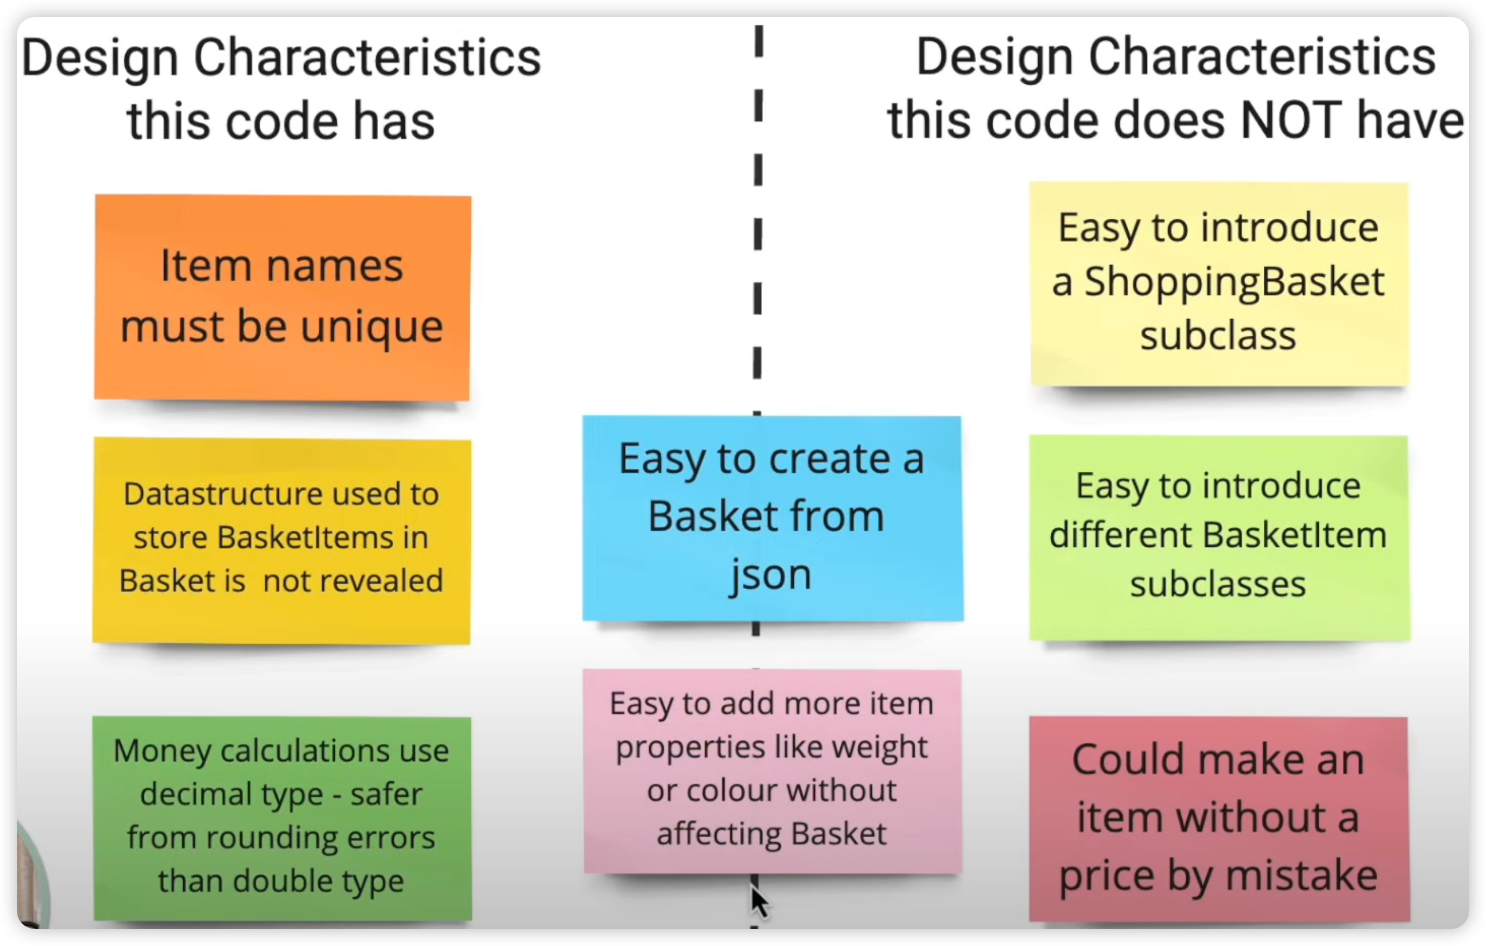 Design Characteristics
this code has
Item names
must be unique
Datastructure used to
store BasketItems in
Basket is  not revealed
Money calculations use
decimal type - safer
from rounding errors
than double type
Easy to create a
Basket from
json
Easy to add more item
properties like weight
or colour without
affecting Basket
Design Characteristics
this code does NOT have
Easy to introduce
a ShoppingBasket
subclass
Easy to introduce
different BasketItem
subclasses
Could make an
item without a
price by mistake